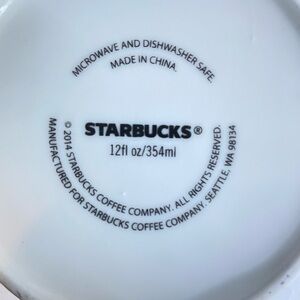 MICROWAVE AND DISHWASHER SAFE.
MADE IN CHINA.
STARBUCKS®
12fl oz/354ml
© 2014 STARBUCKS COFFEE COMPANY. ALL RIGHTS RESERVED.
MANUFACTURED FOR STARBUCKS COFFEE COMPANY, SEATTLE, WA 98134